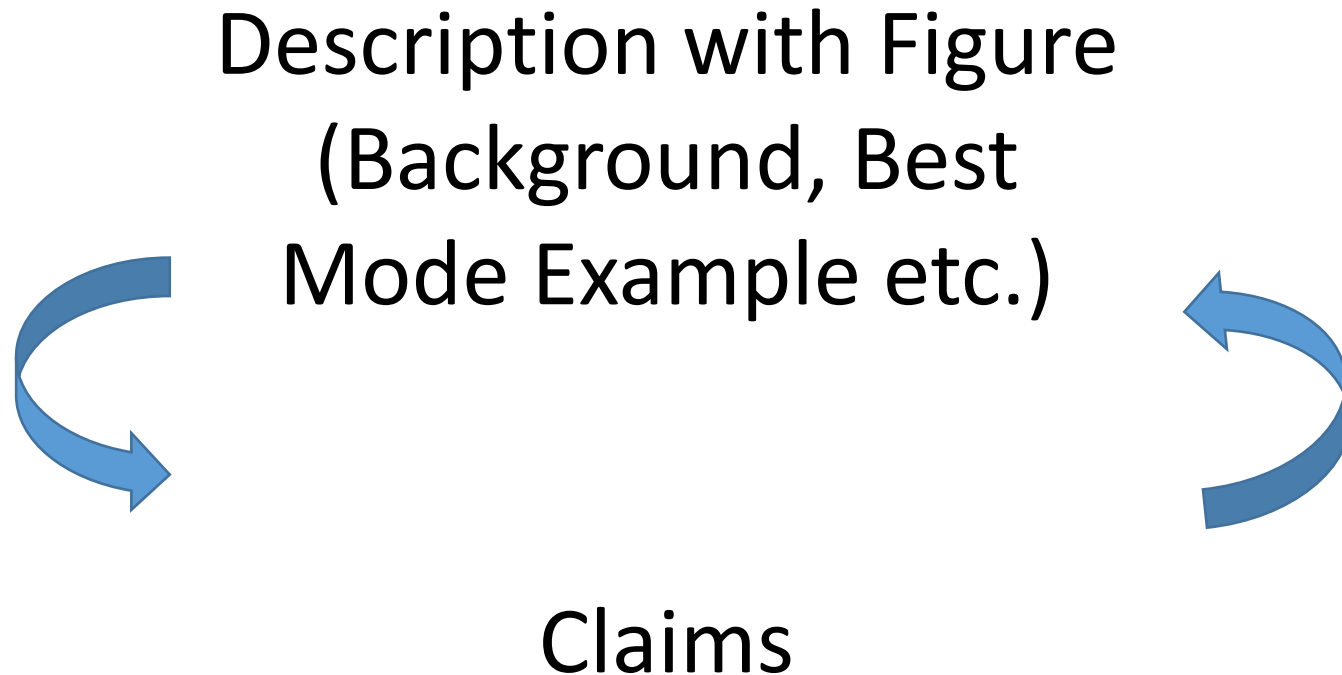 Description with Figure
(Background, Best
Mode Example etc.)
Claims